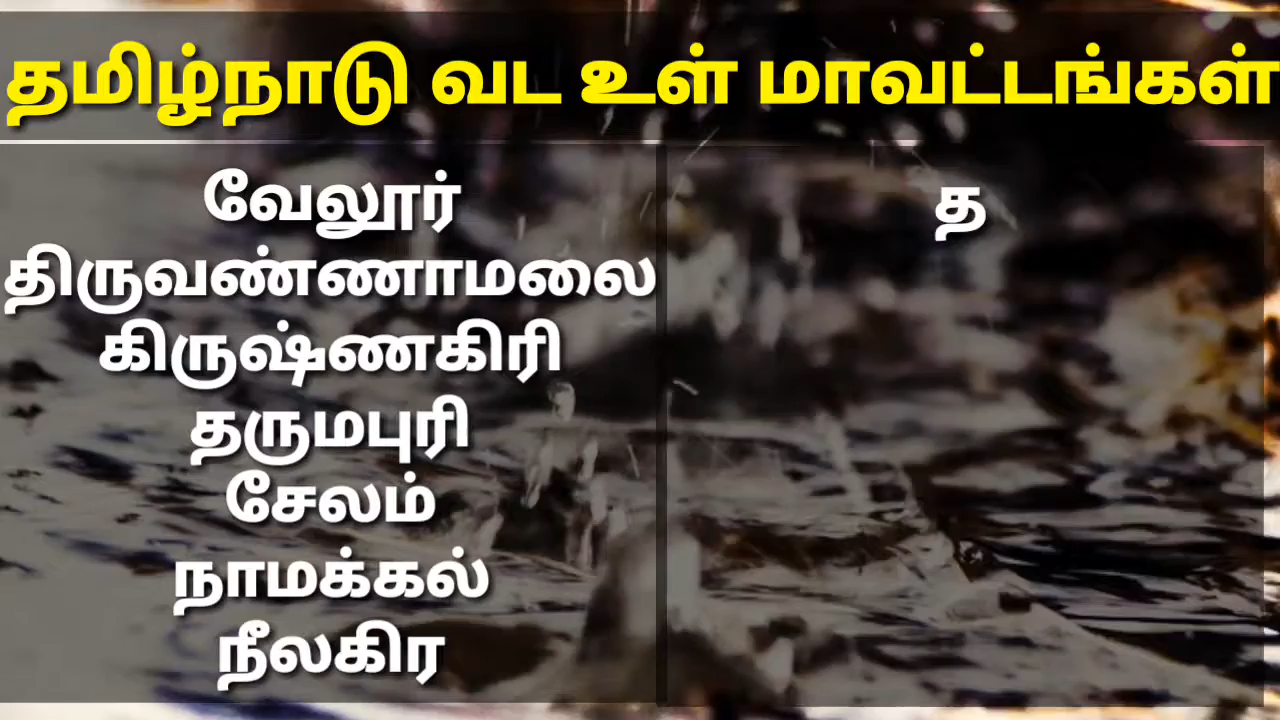 தமிழ்நாடு வட உள் மாவட்டங்கள்
வேலூர்
திருவண்ணாமலை
கிருஷ்ணகிரி
தருமபுரி
சேலம்
நாமக்கல்
நீலகிர
த